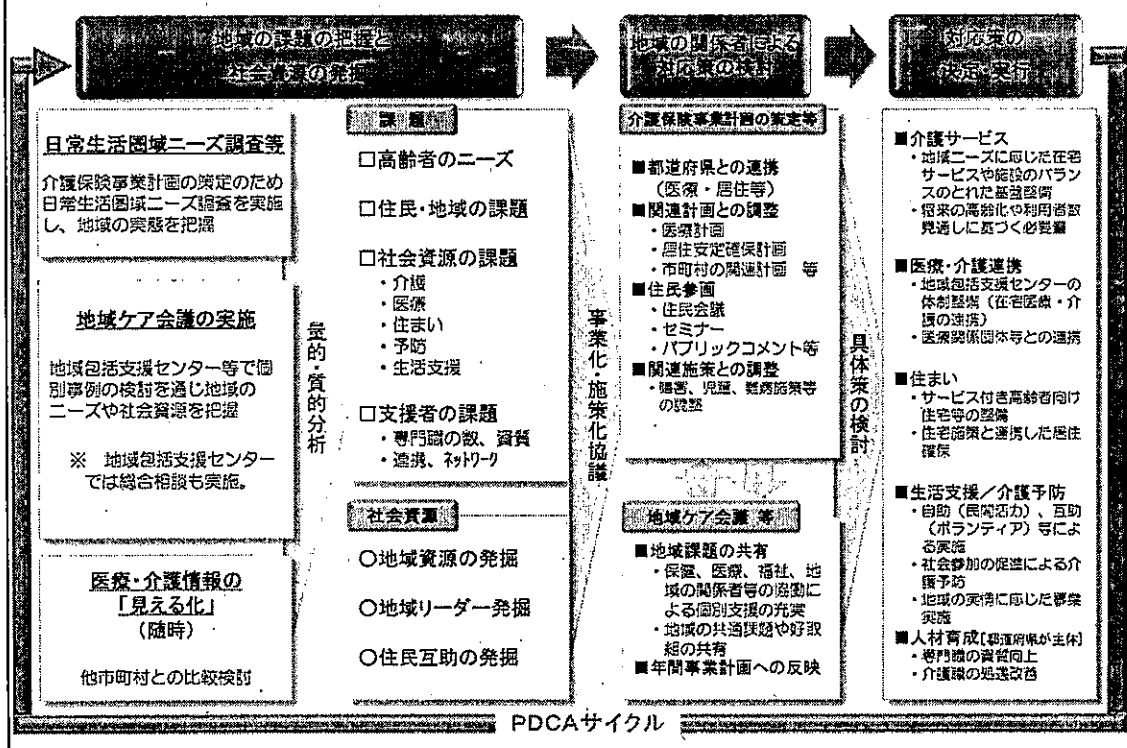 地域の課題の把握と
社会資源の発掘
地域の関係者による
対応策の検討
対応策の
決定・実行
日常生活圏域ニーズ調査等
介護保険事業計画の策定のため
日常生活圏域ニーズ調査を実施
し、地域の実態を把握
地域ケア会議の実施
地域包括支援センター等で個
別事例の検討を通じ地域の
ニーズや社会資源を把握
※ 地域包括支援センター
では総合相談も実施。
医療・介護情報の
「見える化」
(随時)
他市町村との比較検討
量的・質的分析
課題
□高齢者のニーズ
□住民・地域の課題
□社会資源の課題
・介護
・医療
・住まい
・予防
・生活支援
□支援者の課題
・専門職の数、資質
・連携、ネットワーク
社会資源
○地域資源の発掘
○地域リーダー発掘
○住民互助の発掘
事業化・施策化協議
介護保険事業計画の策定等
■都道府県との連携
(医療・居住等)
■関連計画との調整
・医療計画
・居住安定確保計画
・市町村の関連計画 等
■住民参画
・住民会議
・セミナー
・パブリックコメント等
■関連施策との調整
・障害、児童、難病施策等
の調整
地域ケア会議 等
■地域課題の共有
・保健、医療、福祉、地
域の関係者等の協働に
よる個別支援の充実
・地域の共通課題や好取
組の共有
■年間事業計画への反映
具体策の検討
■介護サービス
・地域ニーズに応じた在宅
サービスや施設のバラン
スのとれた基盤整備
・将来の高齢化や利用者数
見通しに基づく必要量
■医療・介護連携
・地域包括支援センターの
体制整備(在宅医療・介
護の連携)
・医療関係団体等との連携
■住まい
・サービス付き高齢者向け
住宅等の整備
・住宅施策と連携した居住
確保
■生活支援/介護予防
・自助(民間活力)、互助
(ボランティア)等によ
る実施
・社会参加の促進による介
護予防
・地域の実情に応じた事業
実施
■人材育成[都道府県が主体]
・専門職の資質向上
・介護職の処遇改善
PDCAサイクル